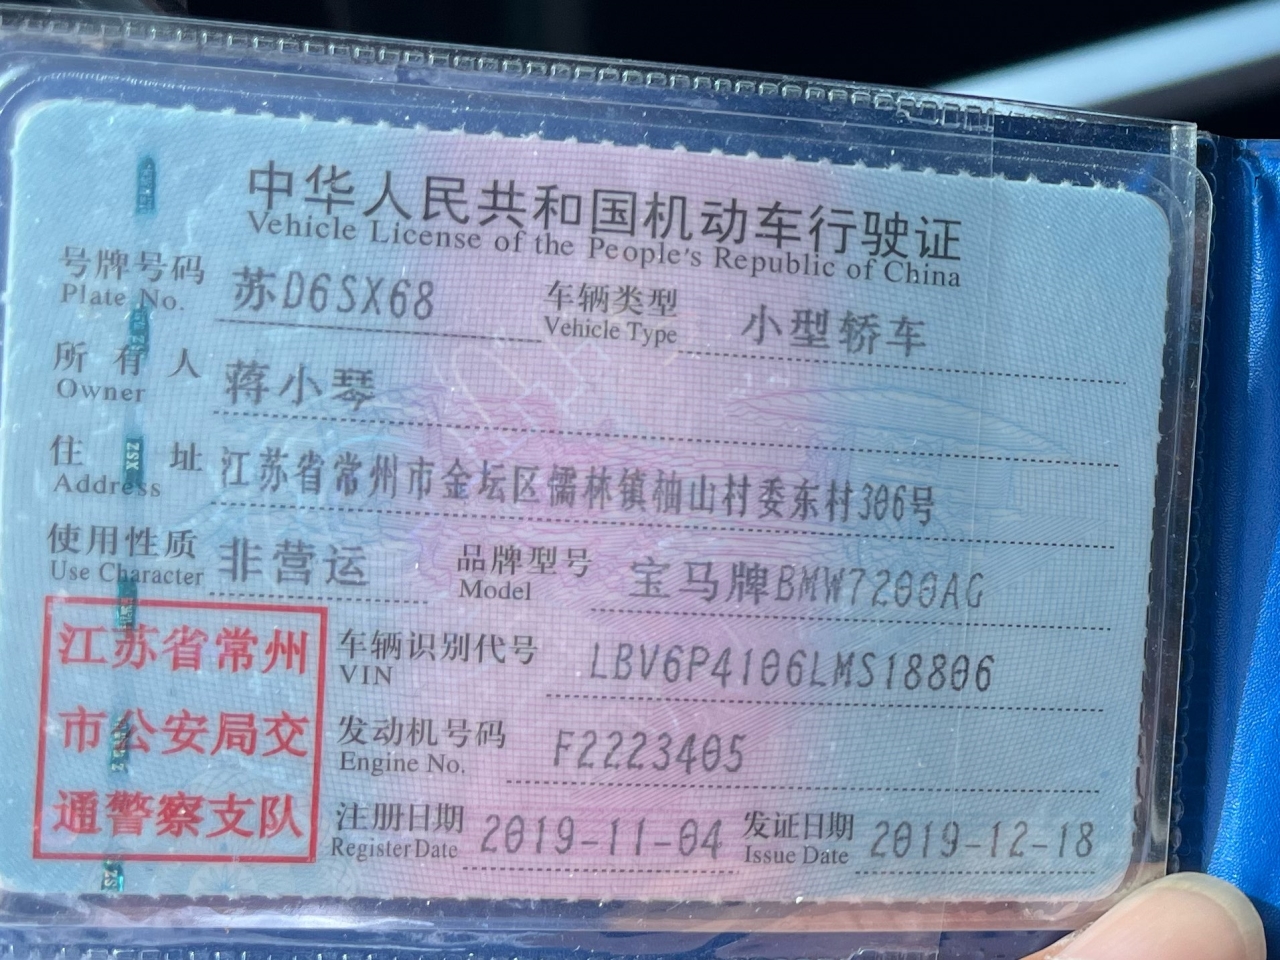 中华人民共和国机动车行驶证
Vehicle License of the People's Republic of China
号牌号码 苏D6SX68 车辆类型 小型轿车
Plate No. Vehicle Type
所有人 蒋小琴
Owner
住址 江苏省常州市金坛区儒林镇柚山村委东村306号
Address
使用性质 非营运 品牌型号 宝马牌BMW7200AG
Use Character Model
江苏省常州
市公安局交
通警察支队
车辆识别代号 LBV6P4106LMS18806
VIN
发动机号码 F2223405
Engine No.
注册日期 2019-11-04 发证日期 2019-12-18
Register Date Issue Date